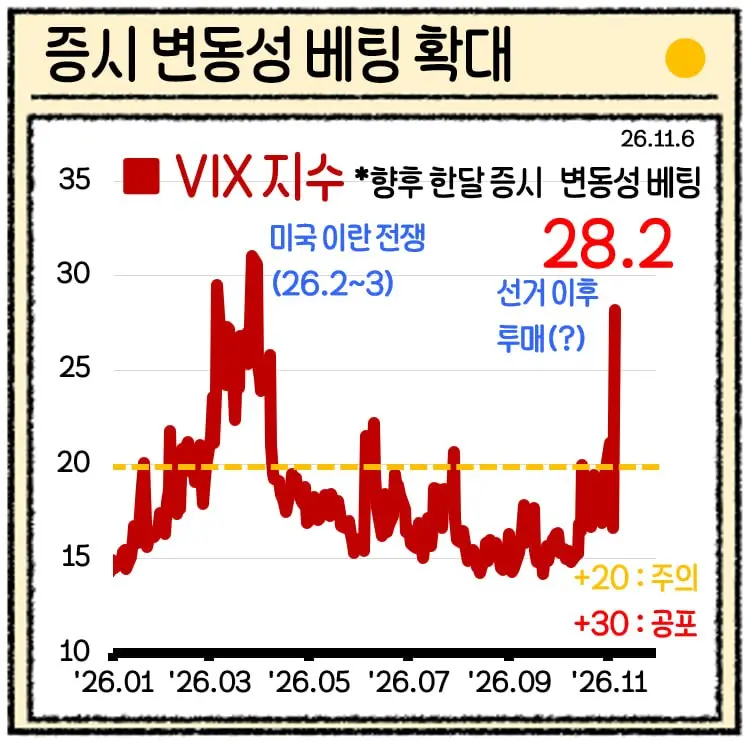 증시 변동성 베팅 확대
26.11.6
VIX 지수 *향후 한달 증시 변동성 베팅
28.2
미국 이란 전쟁
(26.2~3)
선거 이후
투매(?)
35
30
25
20
15
10
+20 : 주의
+30 : 공포
'26.01 '26.03 '26.05 '26.07 '26.09 '26.11